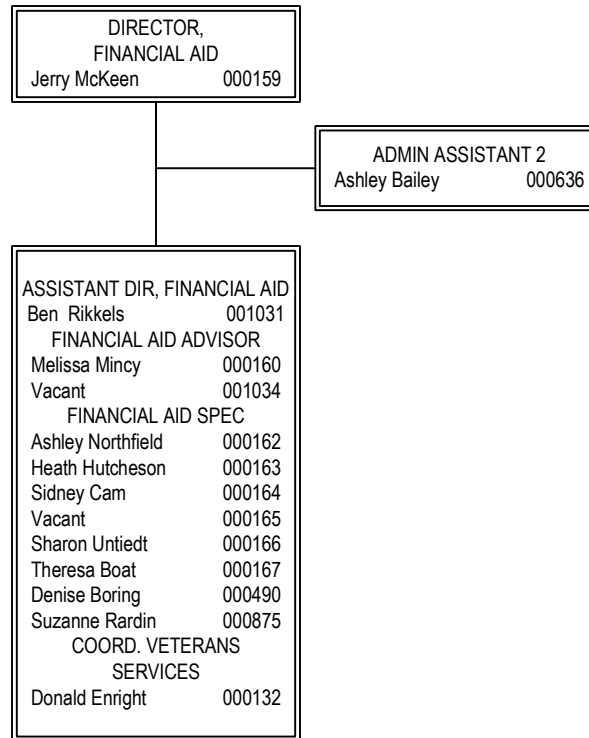 DIRECTOR,
FINANCIAL AID
Jerry McKeen 000159
ADMIN ASSISTANT 2
Ashley Bailey 000636
ASSISTANT DIR, FINANCIAL AID
Ben Rikkels 001031
FINANCIAL AID ADVISOR
Melissa Mincy 000160
Vacant 001034
FINANCIAL AID SPEC
Ashley Northfield 000162
Heath Hutcheson 000163
Sidney Cam 000164
Vacant 000165
Sharon Untiedt 000166
Theresa Boat 000167
Denise Boring 000490
Suzanne Rardin 000875
COORD. VETERANS
SERVICES
Donald Enright 000132